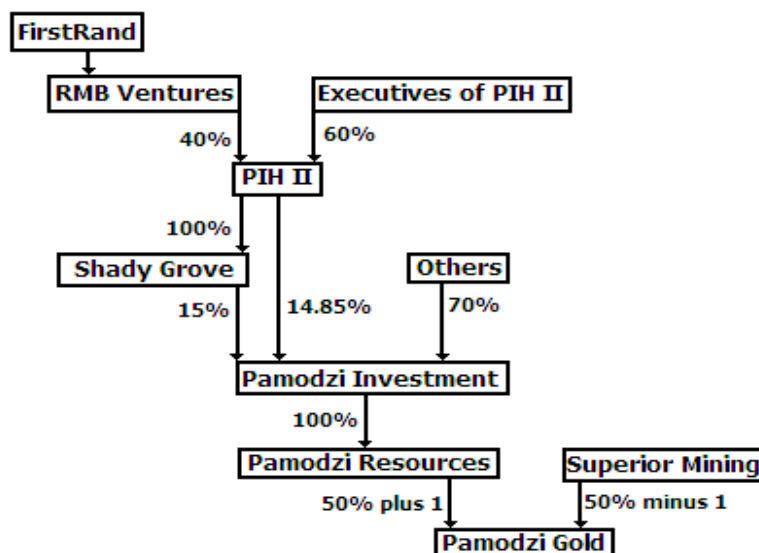 FirstRand
RMB Ventures
Executives of PIH II
40%
60%
PIH II
100%
Shady Grove
Others
15%
14.85%
70%
Pamodzi Investment
100%
Pamodzi Resources
Superior Mining
50% plus 1
50% minus 1
Pamodzi Gold